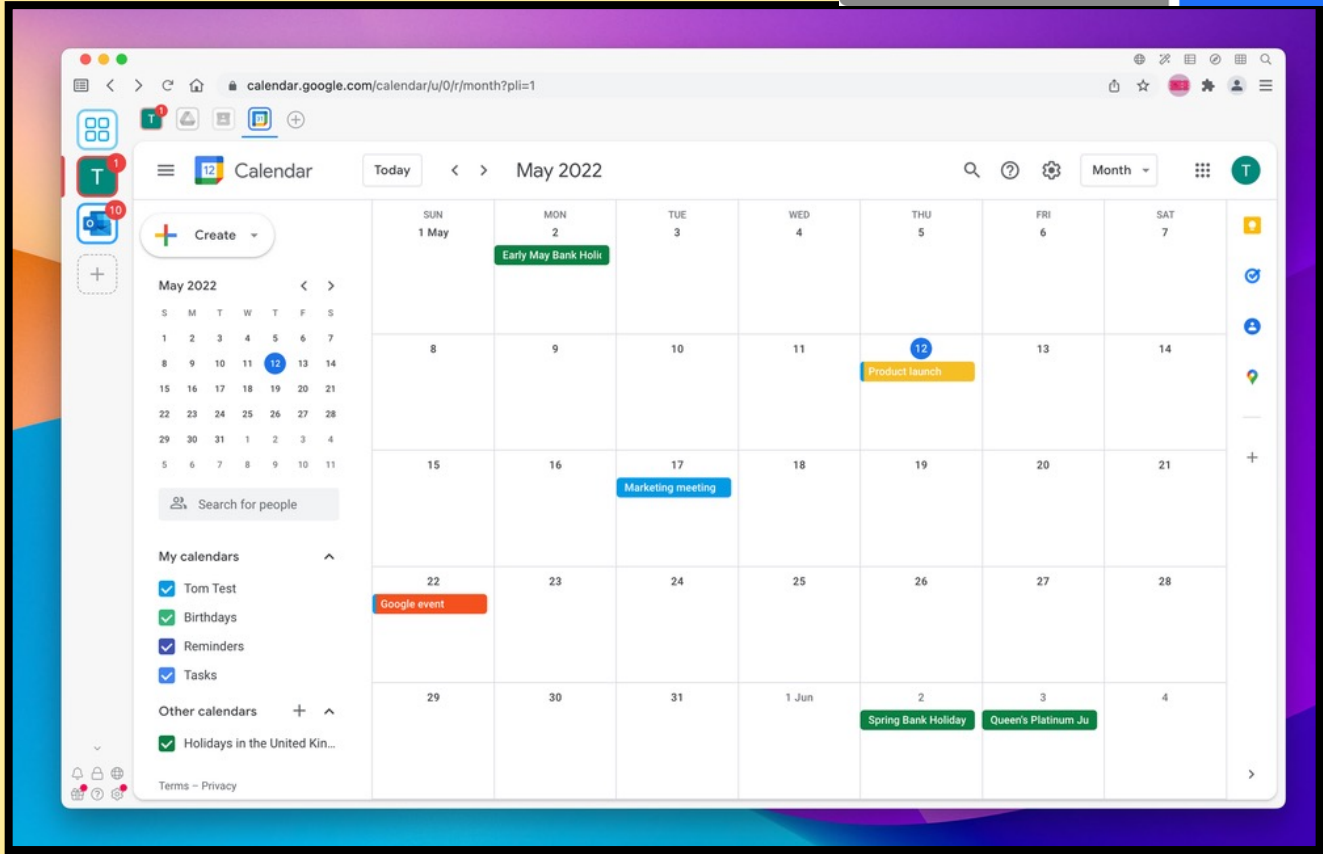 calendar.google.com/calendar/u/0/r/month?pli=1
T 1
T 1
10
12 Calendar Today May 2022 Month T
Create
May 2022
S M T W T F S
1 2 3 4 5 6 7
8 9 10 11 12 13 14
15 16 17 18 19 20 21
22 23 24 25 26 27 28
29 30 31 1 2 3 4
5 6 7 8 9 10 11
Search for people
My calendars
Tom Test
Birthdays
Reminders
Tasks
Other calendars
Holidays in the United Kin...
Terms – Privacy
SUN MON TUE WED THU FRI SAT
1 May 2 3 4 5 6 7
Early May Bank Holi
8 9 10 11 12 13 14
Product launch
15 16 17 18 19 20 21
Marketing meeting
22 23 24 25 26 27 28
Google event
29 30 31 1 Jun 2 3 4
Spring Bank Holiday Queen's Platinum Ju